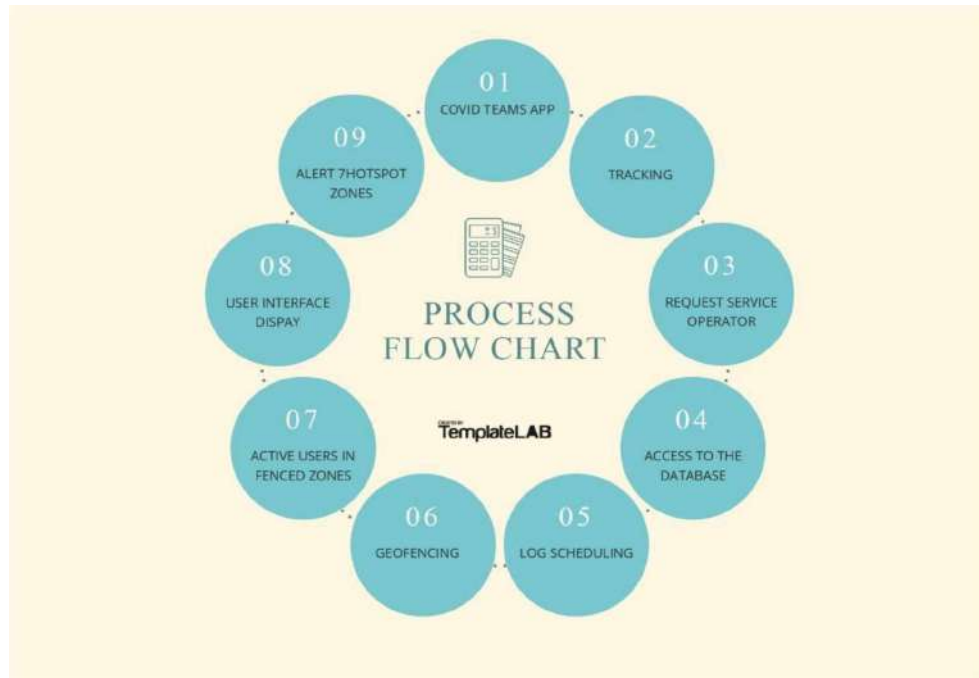 01
COVID TEAMS APP
02
TRACKING
03
REQUEST SERVICE
OPERATOR
04
ACCESS TO THE
DATABASE
05
LOG SCHEDULING
06
GEOFENCING
07
ACTIVE USERS IN
FENCED ZONES
08
USER INTERFACE
DISPAY
09
ALERT 7HOTSPOT
ZONES
PROCESS
FLOW CHART
TemplateLAB